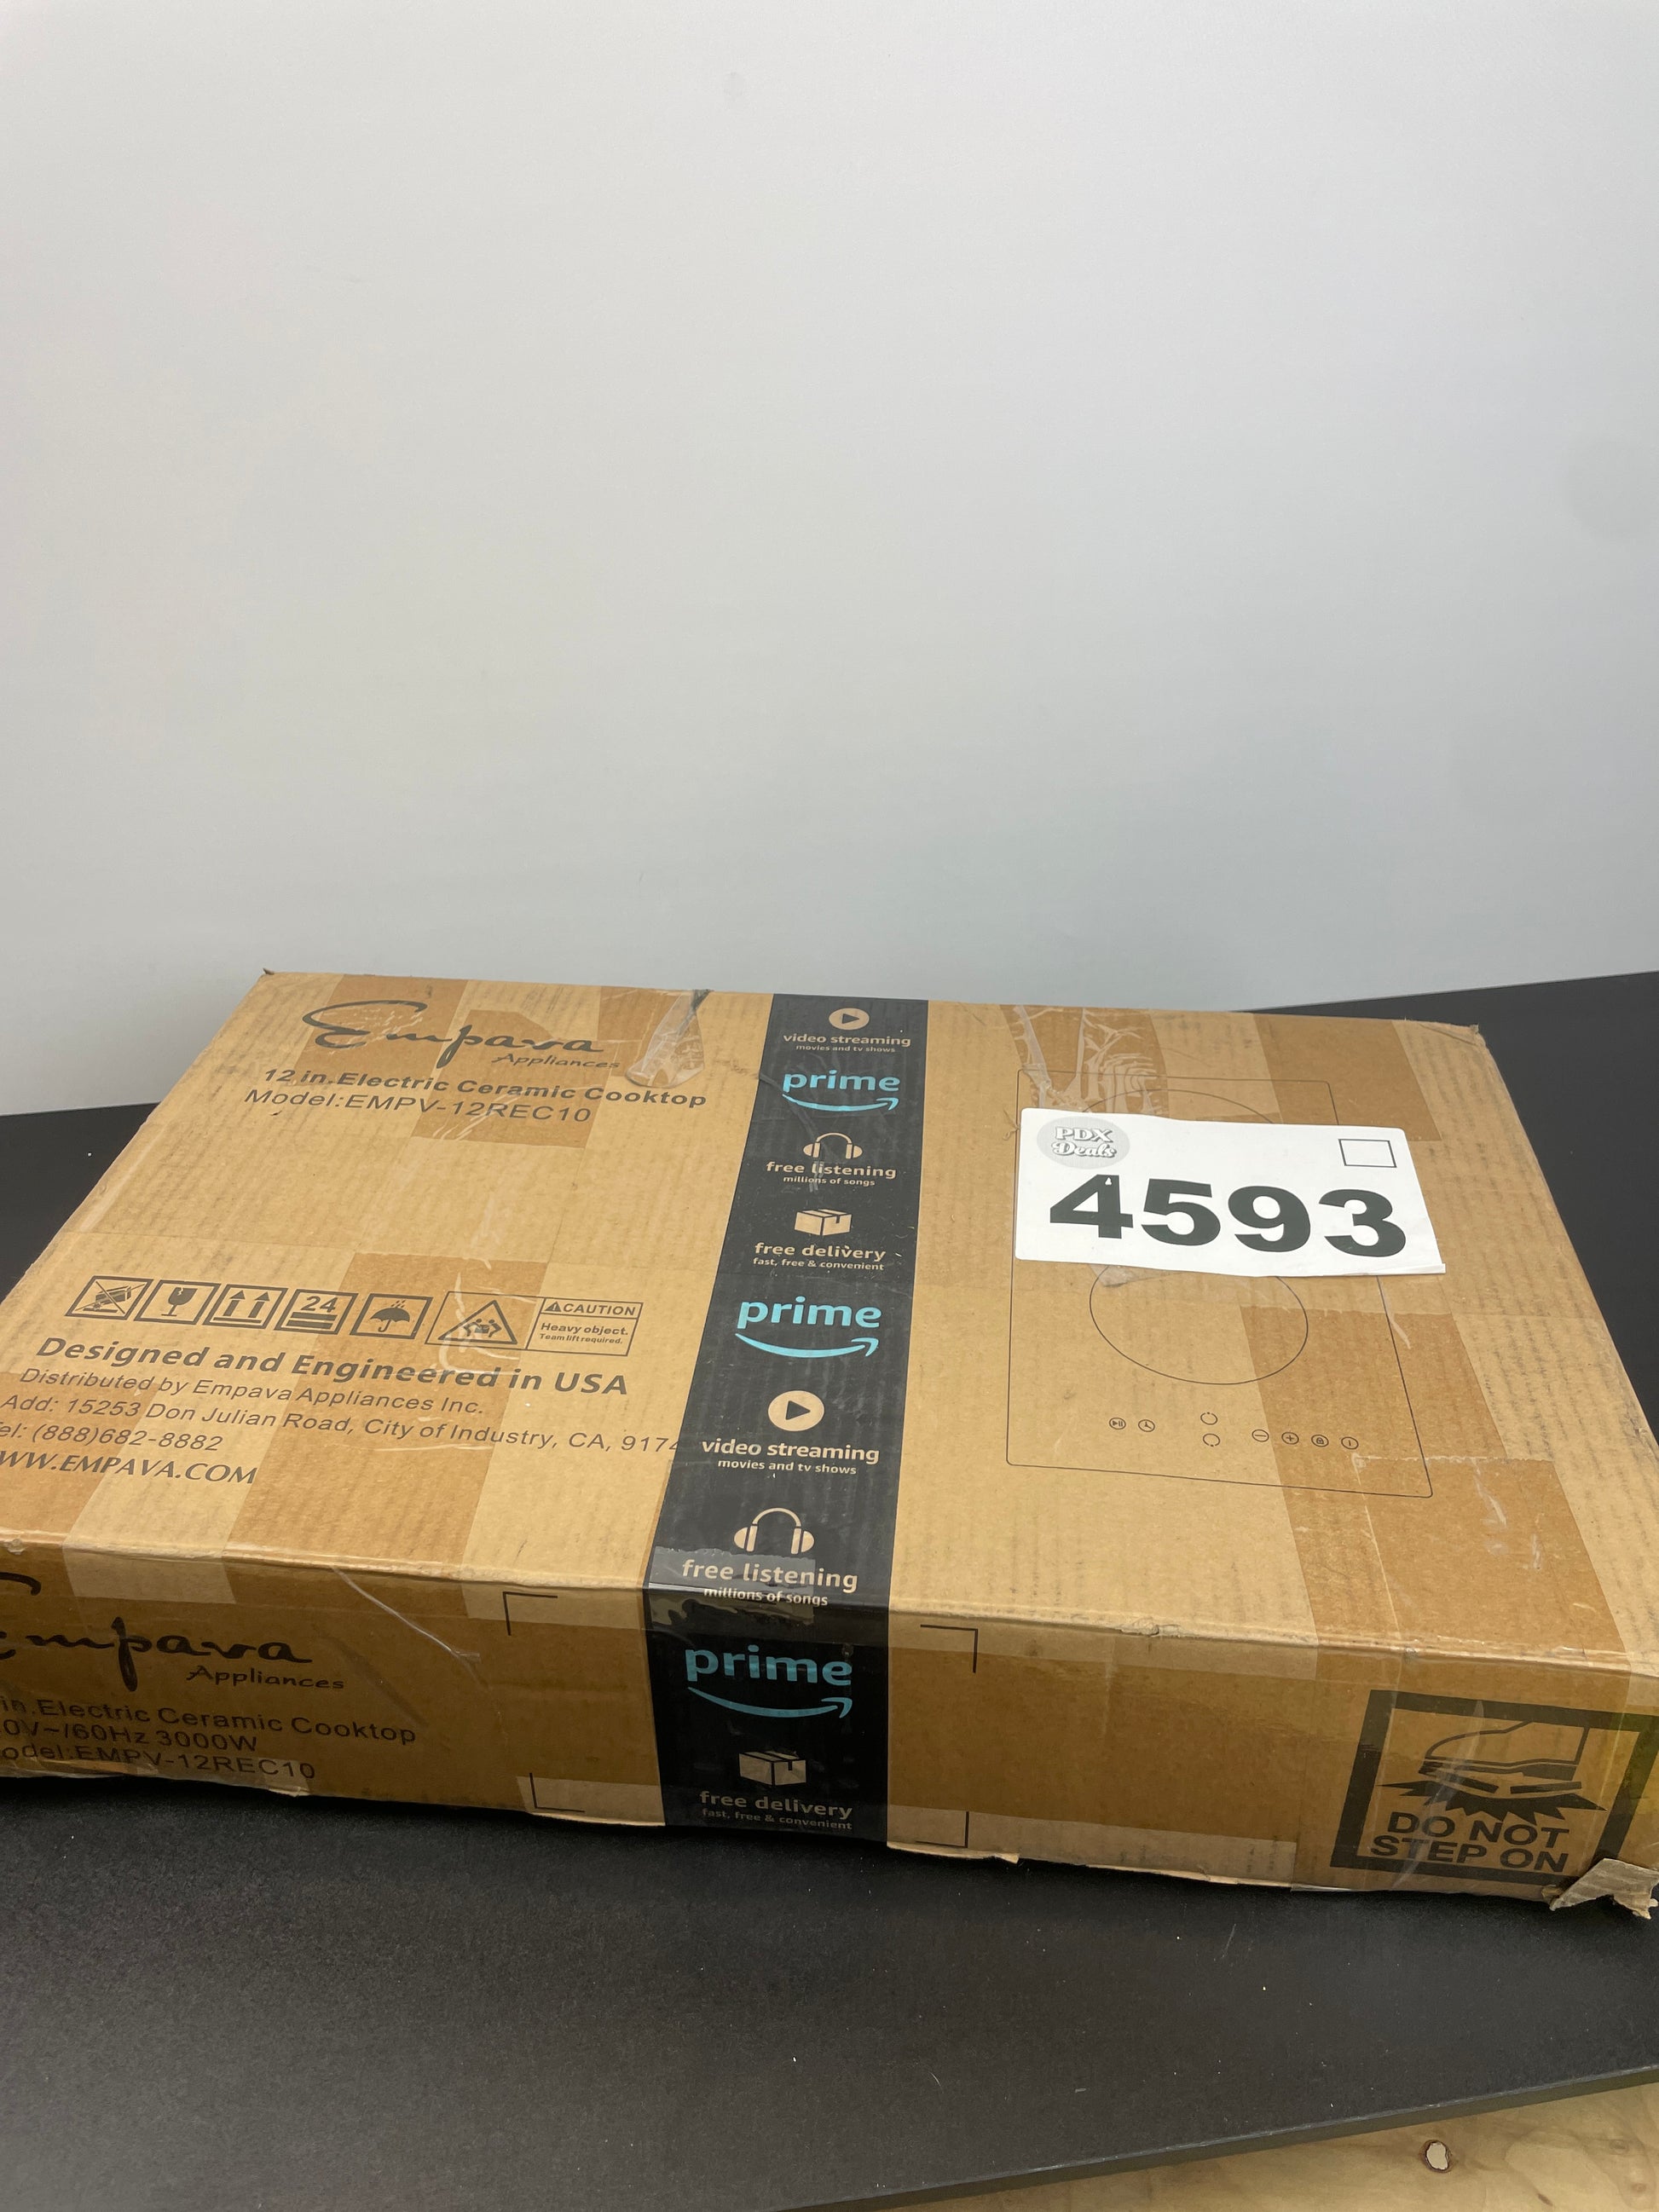 Empava
Appliances
12 in.Electric Ceramic Cooktop
Model:EMPV-12REC10
24
CAUTION
Heavy object.
Team lift required.
Designed and Engineered in USA
Distributed by Empava Appliances Inc.
Add: 15253 Don Julian Road, City of Industry, CA, 9174
el: (888)682-8882
WW.EMPAVA.COM
video streaming
movies and tv shows
prime
free listening
millions of songs
free delivery
fast, free & convenient
prime
video streaming
movies and tv shows
free listening
millions of songs
prime
free delivery
fast, free & convenient
PDX
Deals
4593
Empava
Appliances
in.Electric Ceramic Cooktop
0V~/60Hz 3000W
odel:EMPV-12REC10
DO NOT
STEP ON